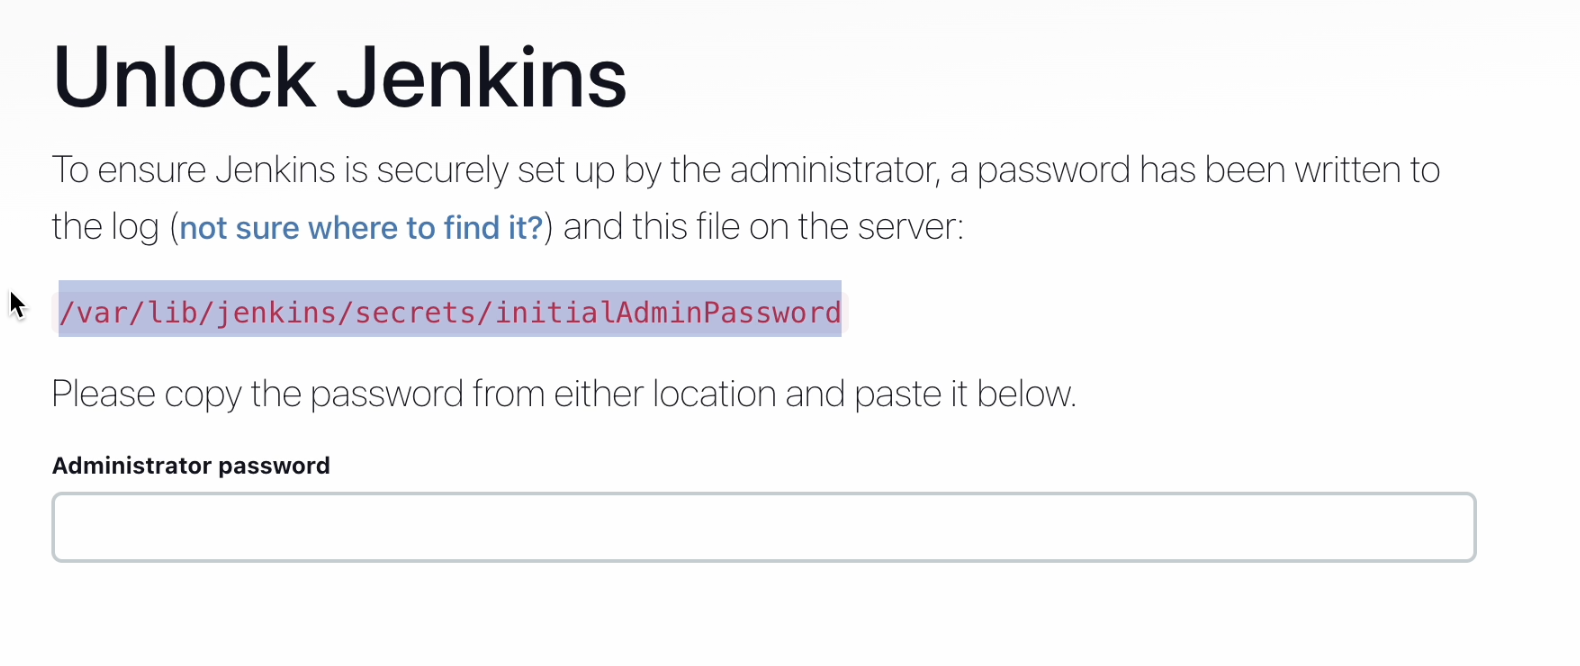 Unlock Jenkins
To ensure Jenkins is securely set up by the administrator, a password has been written to
the log (not sure where to find it?) and this file on the server:
/var/lib/jenkins/secrets/initialAdminPassword
Please copy the password from either location and paste it below.
Administrator password